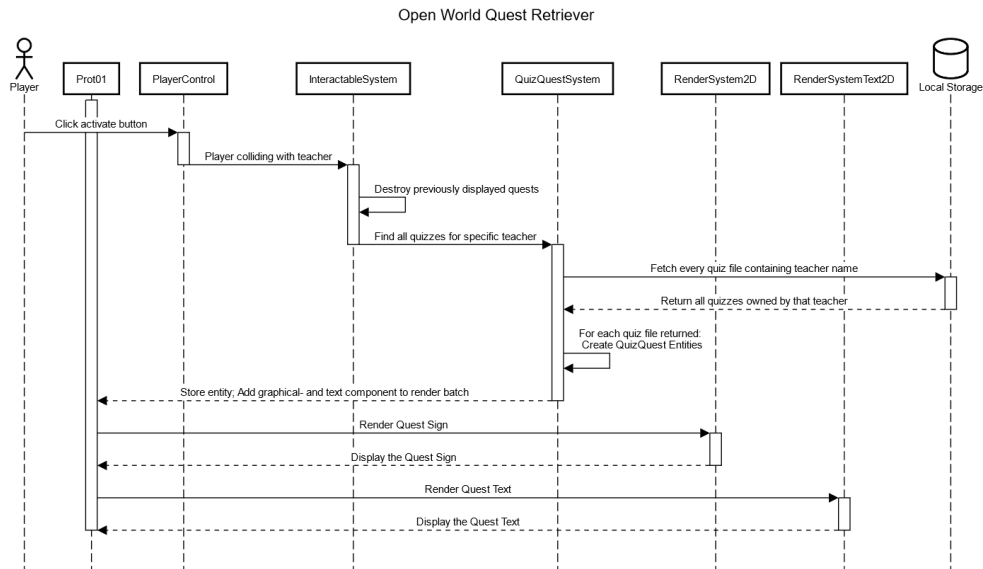 Open World Quest Retriever
Player
Prot01
PlayerControl
InteractableSystem
QuizQuestSystem
RenderSystem2D
RenderSystemText2D
Local Storage
Click activate button
Player colliding with teacher
Destroy previously displayed quests
Find all quizzes for specific teacher
Fetch every quiz file containing teacher name
Return all quizzes owned by that teacher
For each quiz file returned:
Create QuizQuest Entities
Store entity; Add graphical- and text component to render batch
Render Quest Sign
Display the Quest Sign
Render Quest Text
Display the Quest Text